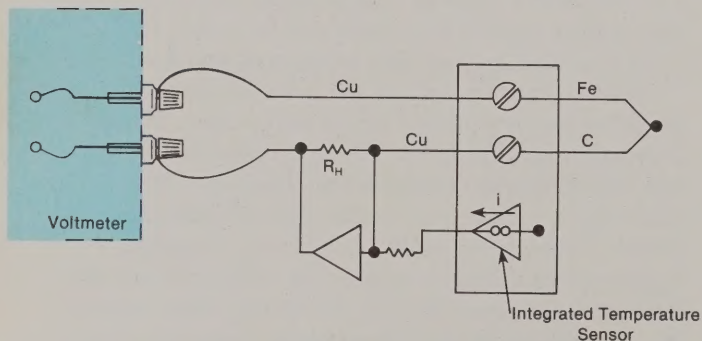 Cu
Fe
Cu
C
R_H
i
Voltmeter
Integrated Temperature
Sensor